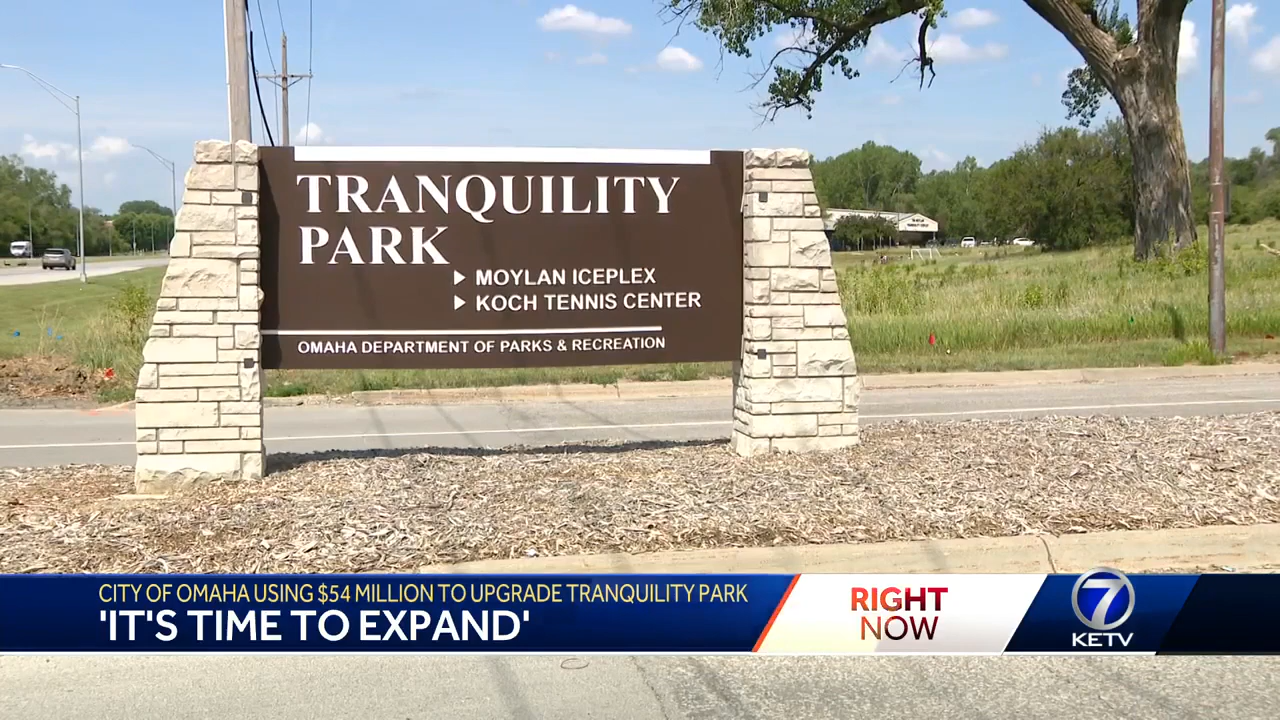 TRANQUILITY
PARK
MOYLAN ICEPLEX
KOCH TENNIS CENTER
OMAHA DEPARTMENT OF PARKS & RECREATION
CITY OF OMAHA USING $54 MILLION TO UPGRADE TRANQUILITY PARK
'IT'S TIME TO EXPAND'
RIGHT
NOW
7
KETV